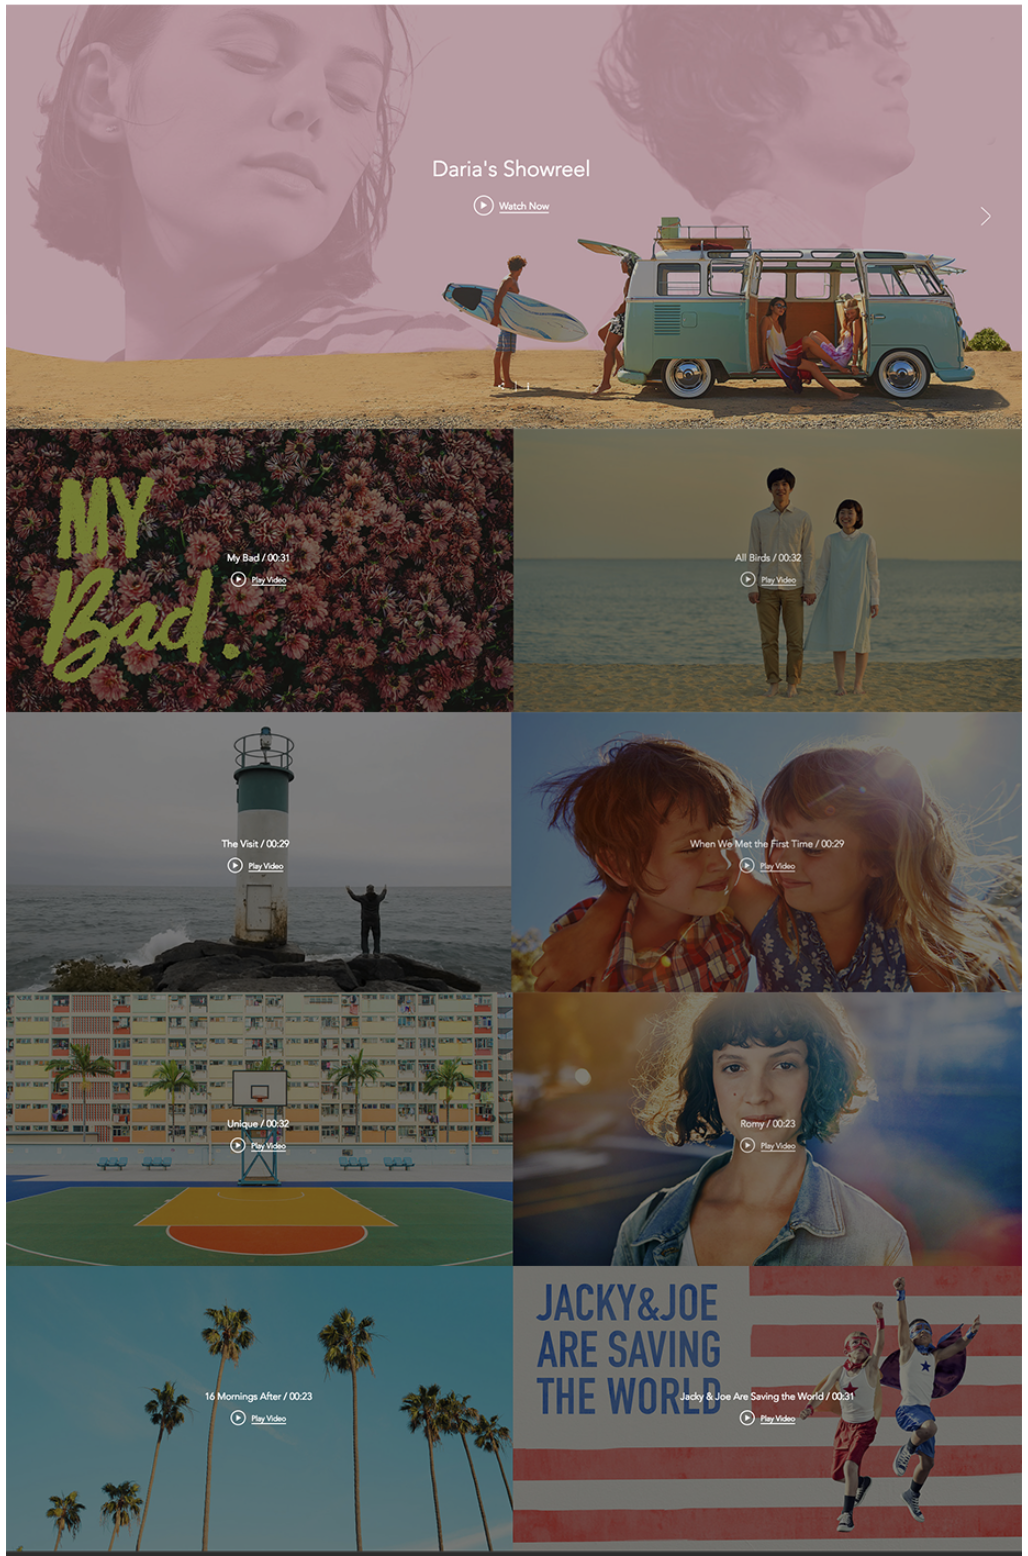 Daria's Showreel
Watch Now
MY
Bad.
My Bad / 00:31
Play Video
All Birds / 00:32
Play Video
The Visit / 00:29
Play Video
When We Met the First Time / 00:29
Play Video
Unique / 00:32
Play Video
Romy / 00:23
Play Video
16 Mornings After / 00:23
Play Video
JACKY&JOE
ARE SAVING
THE WORLD
Jacky & Joe Are Saving the World / 00:31
Play Video